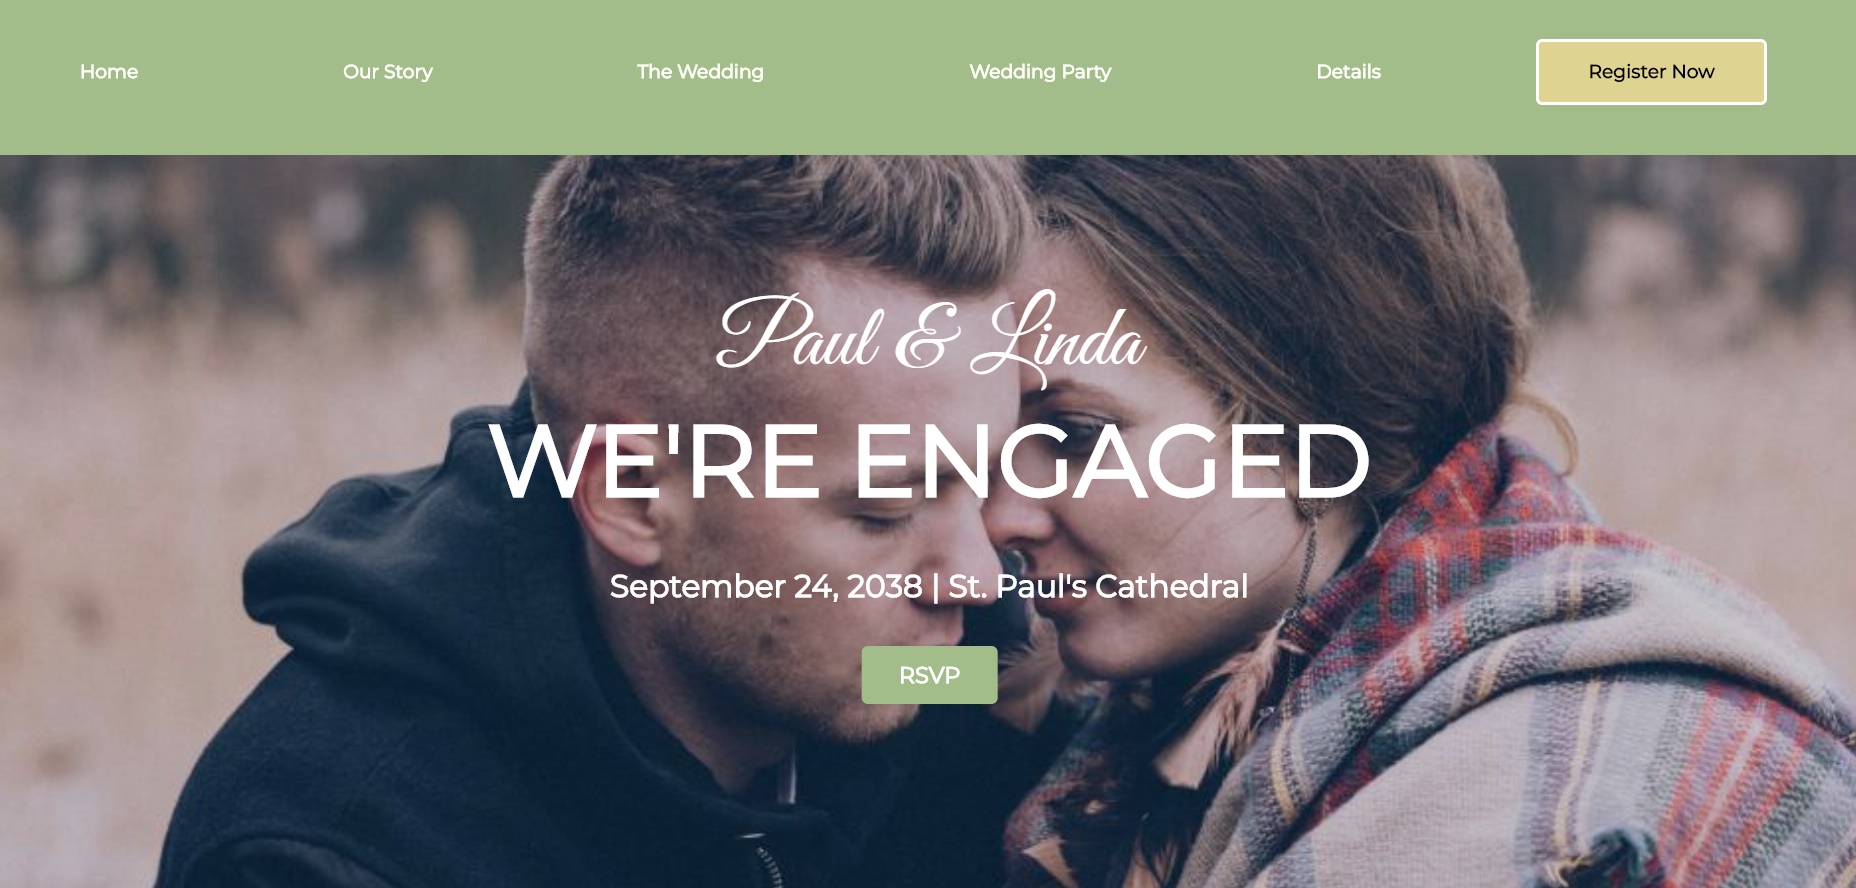 Home Our Story The Wedding Wedding Party Details Register Now
Paul & Linda
WE'RE ENGAGED
September 24, 2038 | St. Paul's Cathedral
RSVP